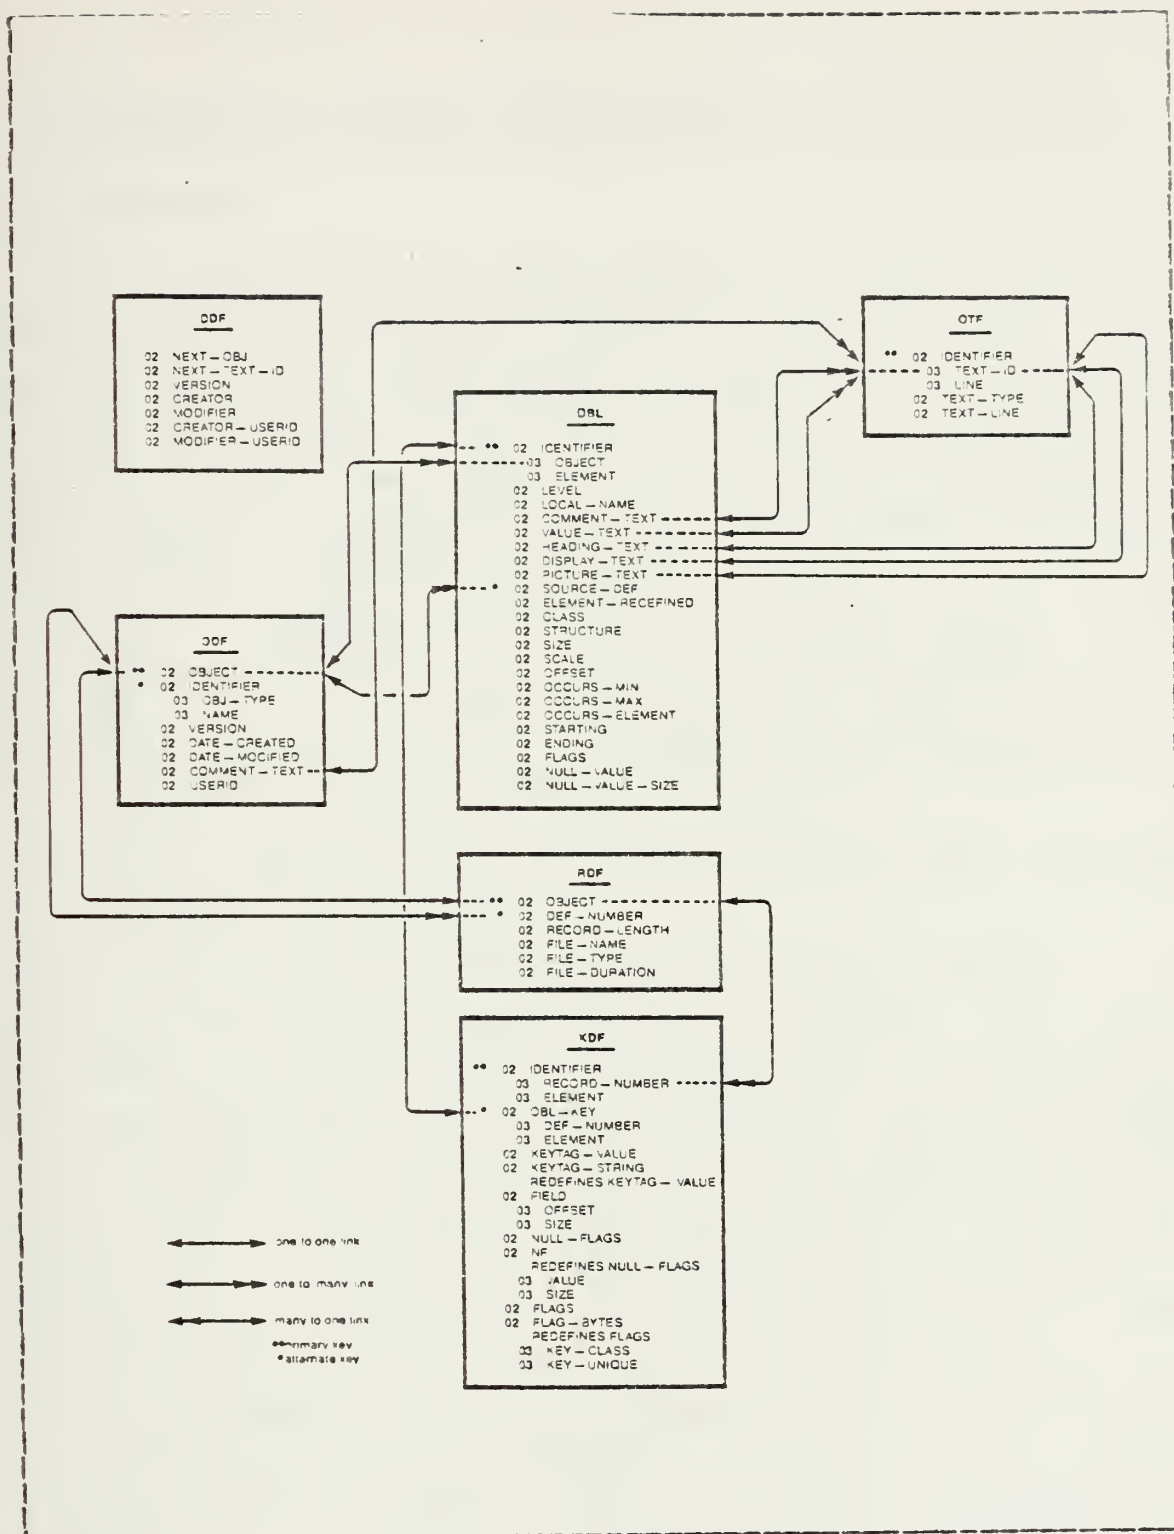 DDF
02 NEXT—OBJ
02 NEXT—TEXT—ID
02 VERSION
02 CREATOR
02 MODIFIER
02 CREATOR—USERID
02 MODIFIER—USERID
OTF
•• 02 IDENTIFIER
03 TEXT—ID
03 LINE
02 TEXT—TYPE
02 TEXT—LINE
OBL
•• 02 IDENTIFIER
03 OBJECT
03 ELEMENT
02 LEVEL
02 LOCAL—NAME
02 COMMENT—TEXT
02 VALUE—TEXT
02 HEADING—TEXT
02 DISPLAY—TEXT
02 PICTURE—TEXT
• 02 SOURCE—DEF
02 ELEMENT—REDEFINED
02 CLASS
02 STRUCTURE
02 SIZE
02 SCALE
02 OFFSET
02 OCCURS—MIN
02 OCCURS—MAX
02 OCCURS—ELEMENT
02 STARTING
02 ENDING
02 FLAGS
02 NULL—VALUE
02 NULL—VALUE—SIZE
•• 02 OBJECT
• 02 IDENTIFIER
03 OBJ—TYPE
03 NAME
02 VERSION
02 DATE—CREATED
02 DATE—MODIFIED
02 COMMENT—TEXT
02 USERID
RDF
•• 02 OBJECT
• 02 DEF—NUMBER
02 RECORD—LENGTH
02 FILE—NAME
02 FILE—TYPE
02 FILE—DURATION
KDF
•• 02 IDENTIFIER
03 RECORD—NUMBER
03 ELEMENT
• 02 OBL—KEY
03 DEF—NUMBER
03 ELEMENT
02 KEYTAG—VALUE
02 KEYTAG—STRING
REDEFINES KEYTAG—VALUE
02 FIELD
03 OFFSET
03 SIZE
02 NULL—FLAGS
02 NF
REDEFINES NULL—FLAGS
03 VALUE
03 SIZE
02 FLAGS
02 FLAG—BYTES
REDEFINES FLAGS
03 KEY—CLASS
03 KEY—UNIQUE
one to one link
one to many link
many to one link
••primary key
•alternate key